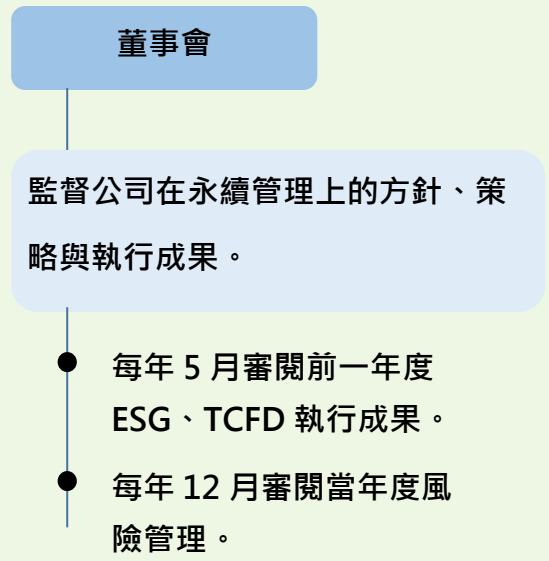 董事會
監督公司在永續管理上的方針、策
略與執行成果。
● 每年 5 月審閱前一年度
ESG、TCFD 執行成果。
● 每年 12 月審閱當年度風
險管理。